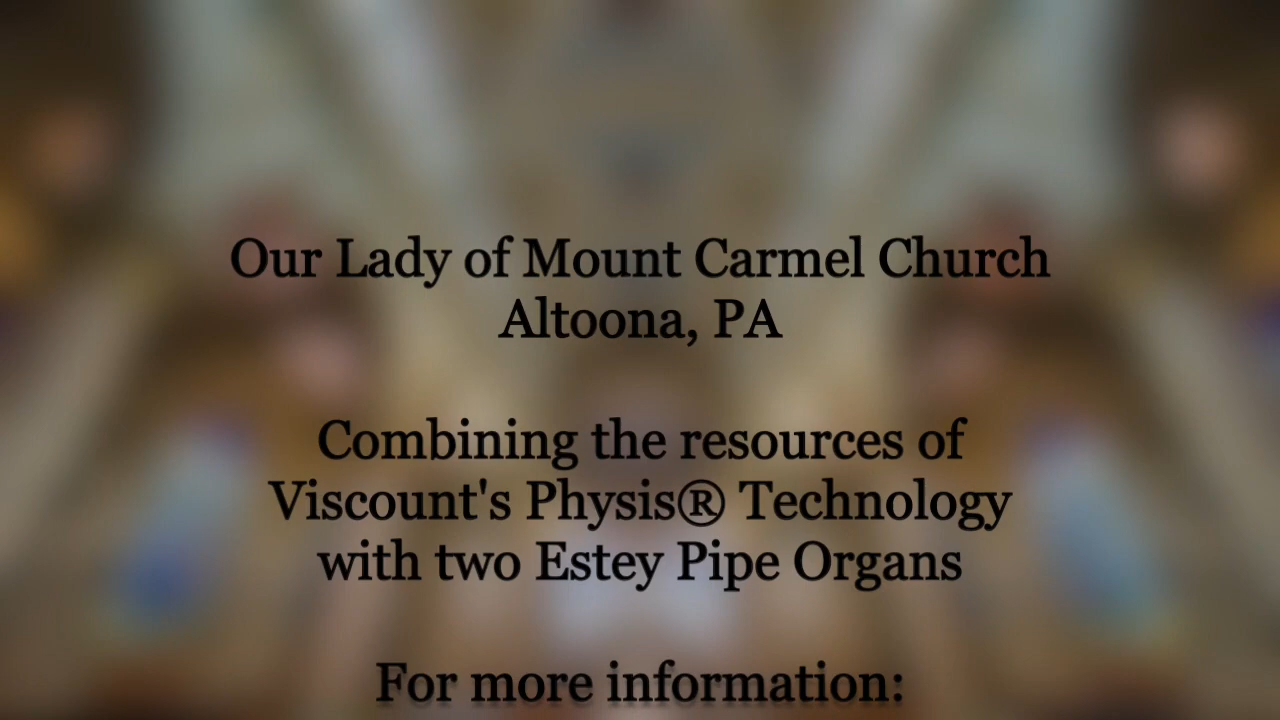 Our Lady of Mount Carmel Church
Altoona, PA
Combining the resources of
Viscount's Physis® Technology
with two Estey Pipe Organs
For more information: